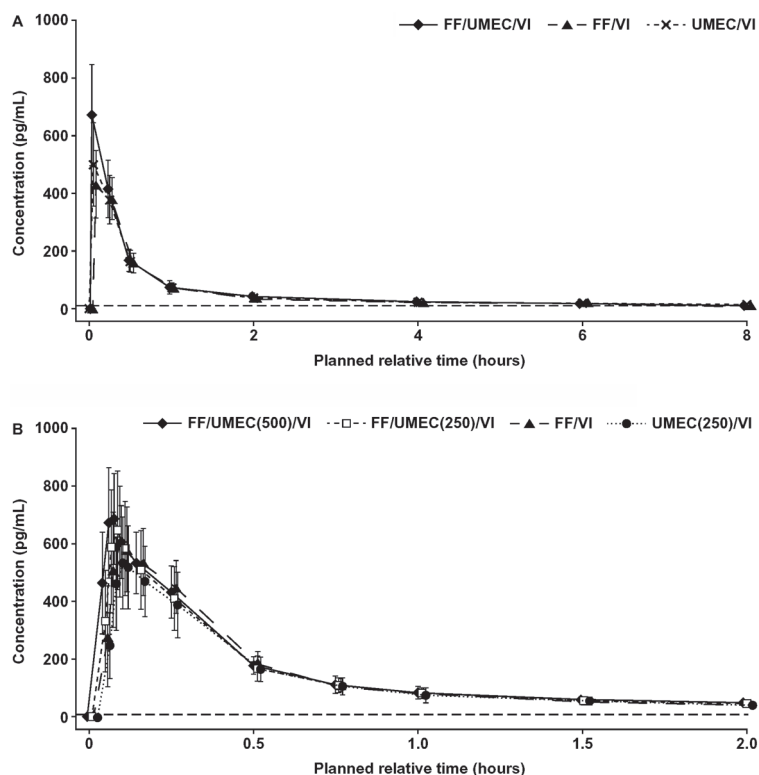 A
1000
FF/UMEC/VI
FF/VI
UMEC/VI
800
600
400
200
0
Concentration (pg/mL)
0 2 4 6 8
Planned relative time (hours)
B
1000
FF/UMEC(500)/VI
FF/UMEC(250)/VI
FF/VI
UMEC(250)/VI
800
600
400
200
0
Concentration (pg/mL)
0 0.5 1.0 1.5 2.0
Planned relative time (hours)